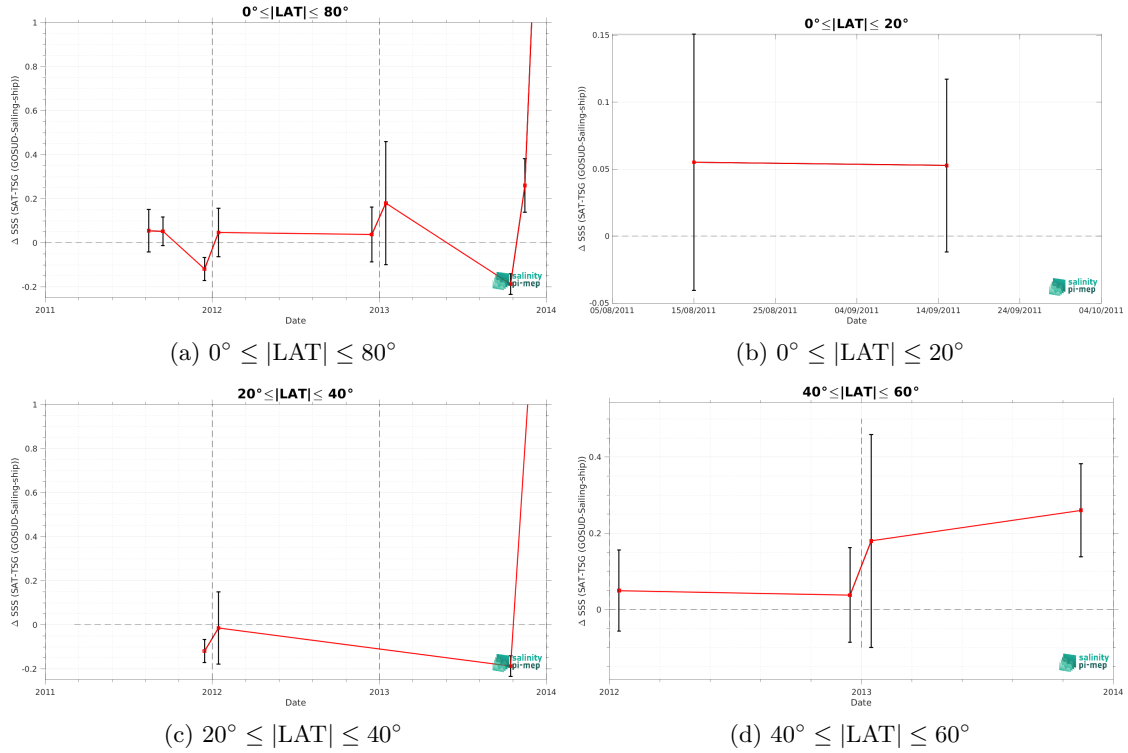 0°≤|LAT|≤ 80°
Δ SSS (SAT-TSG (GOSUD-Sailing-ship))
1
0.8
0.6
0.4
0.2
0
-0.2
2011
2012
2013
2014
Date
salinity
pi-mep
(a) 0° ≤ |LAT| ≤ 80°
0°≤|LAT|≤ 20°
Δ SSS (SAT-TSG (GOSUD-Sailing-ship))
0.15
0.1
0.05
0
-0.05
05/08/2011
15/08/2011
25/08/2011
04/09/2011
14/09/2011
24/09/2011
04/10/2011
Date
salinity
pi-mep
(b) 0° ≤ |LAT| ≤ 20°
20°≤|LAT|≤ 40°
Δ SSS (SAT-TSG (GOSUD-Sailing-ship))
1
0.8
0.6
0.4
0.2
0
-0.2
2011
2012
2013
2014
Date
salinity
pi-mep
(c) 20° ≤ |LAT| ≤ 40°
40°≤|LAT|≤ 60°
Δ SSS (SAT-TSG (GOSUD-Sailing-ship))
0.4
0.2
0
2012
2013
2014
Date
salinity
pi-mep
(d) 40° ≤ |LAT| ≤ 60°